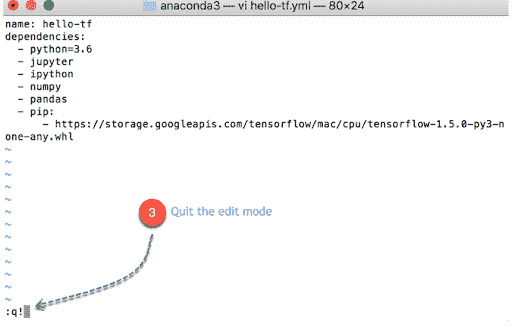 anaconda3 — vi hello-tf.yml — 80×24
name: hello-tf
dependencies:
  - python=3.6
  - jupyter
  - ipython
  - numpy
  - pandas
  - pip:
      - https://storage.googleapis.com/tensorflow/mac/cpu/tensorflow-1.5.0-py3-n
one-any.whl
~
~
~
~
~
3 Quit the edit mode
~
~
~
~
~
~
~
~
:q!